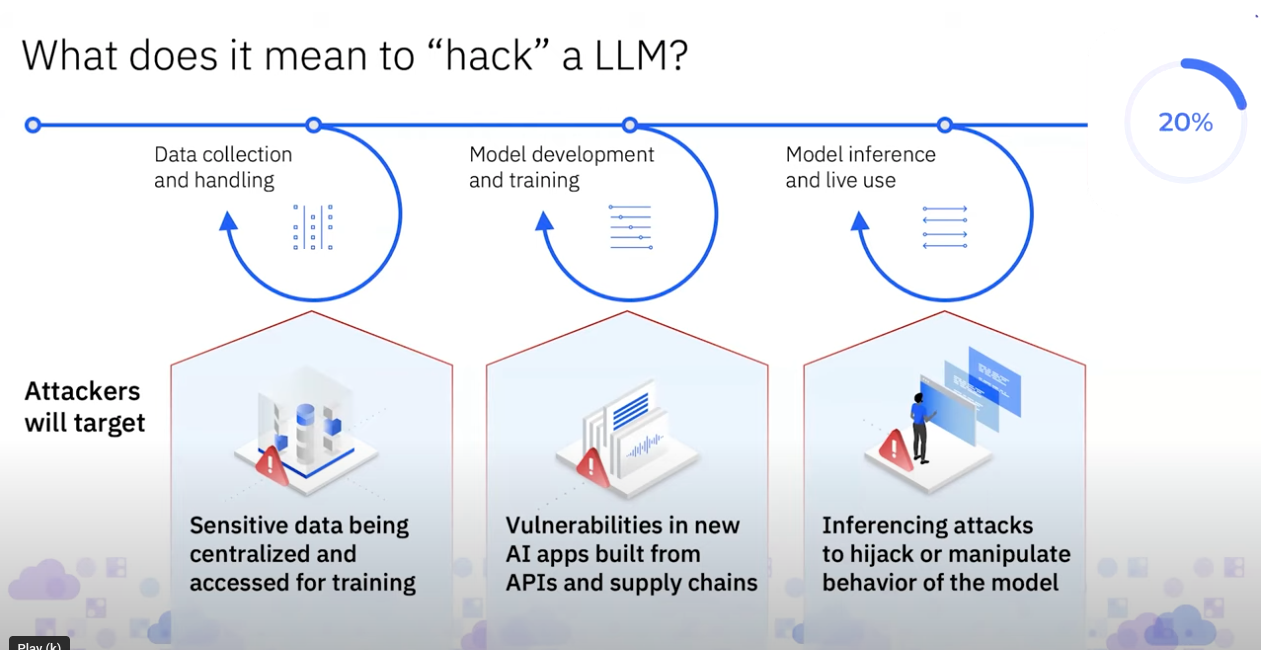 What does it mean to “hack” a LLM?
20%
Data collection
and handling
Model development
and training
Model inference
and live use
Attackers
will target
Sensitive data being
centralized and
accessed for training
Vulnerabilities in new
AI apps built from
APIs and supply chains
Inferencing attacks
to hijack or manipulate
behavior of the model
Play (k)